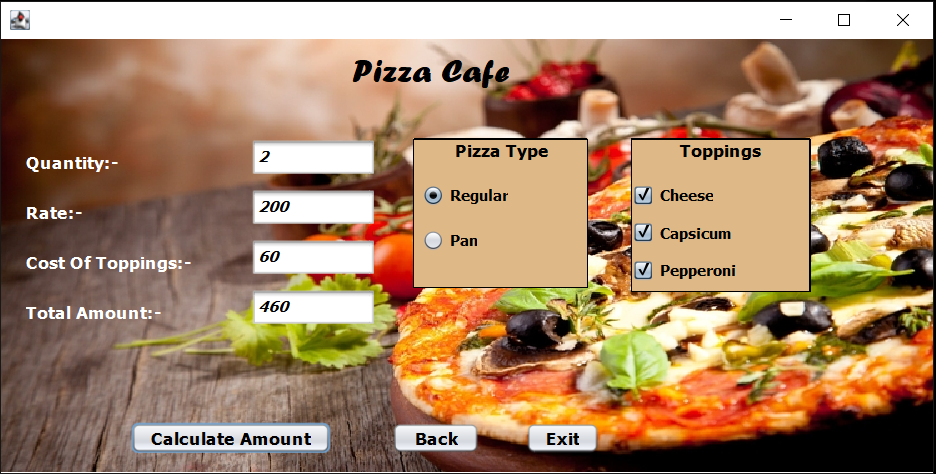 Pizza Cafe
Quantity:-
2
Rate:-
200
Cost Of Toppings:-
60
Total Amount:-
460
Pizza Type
Regular
Pan
Toppings
Cheese
Capsicum
Pepperoni
Calculate Amount
Back
Exit